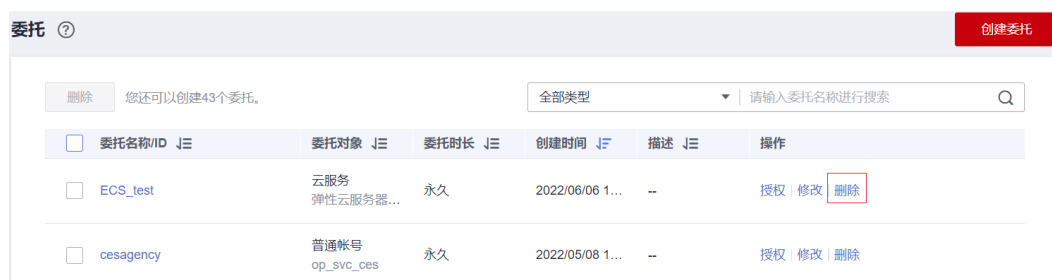 委托 ?
创建委托
删除 您还可以创建43个委托。 全部类型 请输入委托名称进行搜索
委托名称/ID 委托对象 委托时长 创建时间 描述 操作
ECS_test 云服务 永久 2022/06/06 1... -- 授权 修改 删除
弹性云服务器...
cesagency 普通帐号 永久 2022/05/08 1... -- 授权 修改 删除
op_svc_ces